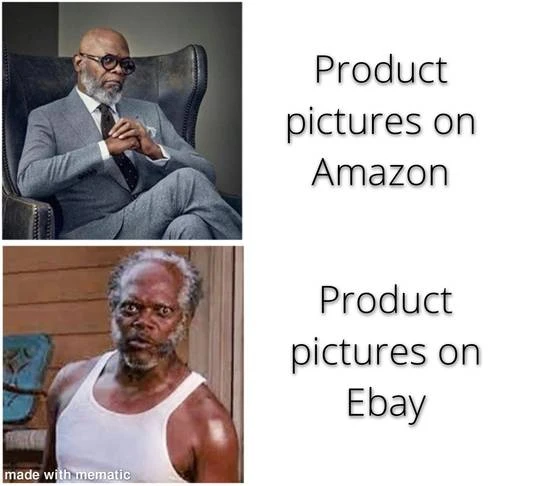 Product
pictures on
Amazon
Product
pictures on
Ebay
made with mematic